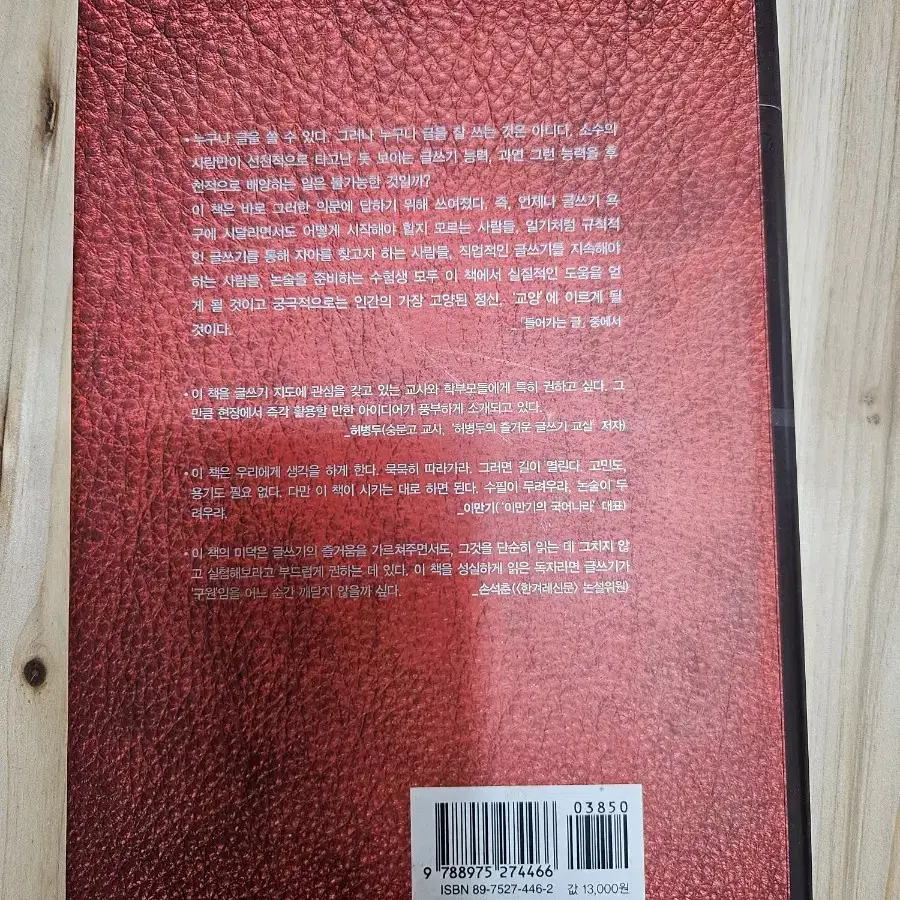 • 누구나 글을 쓸 수 있다. 그러나 누구나 글을 잘 쓰는 것은 아니다. 소수의
사람만이 선천적으로 타고난 듯 보이는 글쓰기 능력, 과연 그런 능력을 후
천적으로 배양하는 일은 불가능한 것일까?
이 책은 바로 그러한 의문에 답하기 위해 쓰여졌다. 즉, 언제나 글쓰기 욕
구에 시달리면서도 어떻게 시작해야 할지 모르는 사람들, 일기처럼 규칙적
인 글쓰기를 통해 자아를 찾고자 하는 사람들, 직업적인 글쓰기를 지속해야
하는 사람들, 논술을 준비하는 수험생 모두 이 책에서 실질적인 도움을 얻
게 될 것이고 궁극적으로는 인간의 가장 고양된 정신, '교양'에 이르게 될
것이다. _「들어가는 글」 중에서
• 이 책을 글쓰기 지도에 관심을 갖고 있는 교사와 학부모들에게 특히 권하고 싶다. 그
만큼 현장에서 즉각 활용할 만한 아이디어가 풍부하게 소개되고 있다.
_허병두(숭문고 교사, '허병두의 즐거운 글쓰기 교실' 저자)
• 이 책은 우리에게 생각을 하게 한다. 묵묵히 따라가라. 그러면 길이 열린다. 고민도,
용기도 필요 없다. 다만 이 책이 시키는 대로 하면 된다. 수필이 두려우랴, 논술이 두
려우랴. _이만기('이만기의 국어나라' 대표)
• 이 책의 미덕은 글쓰기의 즐거움을 가르쳐주면서도, 그것을 단순히 읽는 데 그치지 않
고 실험해보라고 부드럽게 권하는 데 있다. 이 책을 성실하게 읽은 독자라면 글쓰기가
'구원'임을 어느 순간 깨닫지 않을까 싶다. _손석춘(〈한겨레신문〉 논설위원)
03850
9 788975 274466
ISBN 89-7527-446-2 값 13,000원